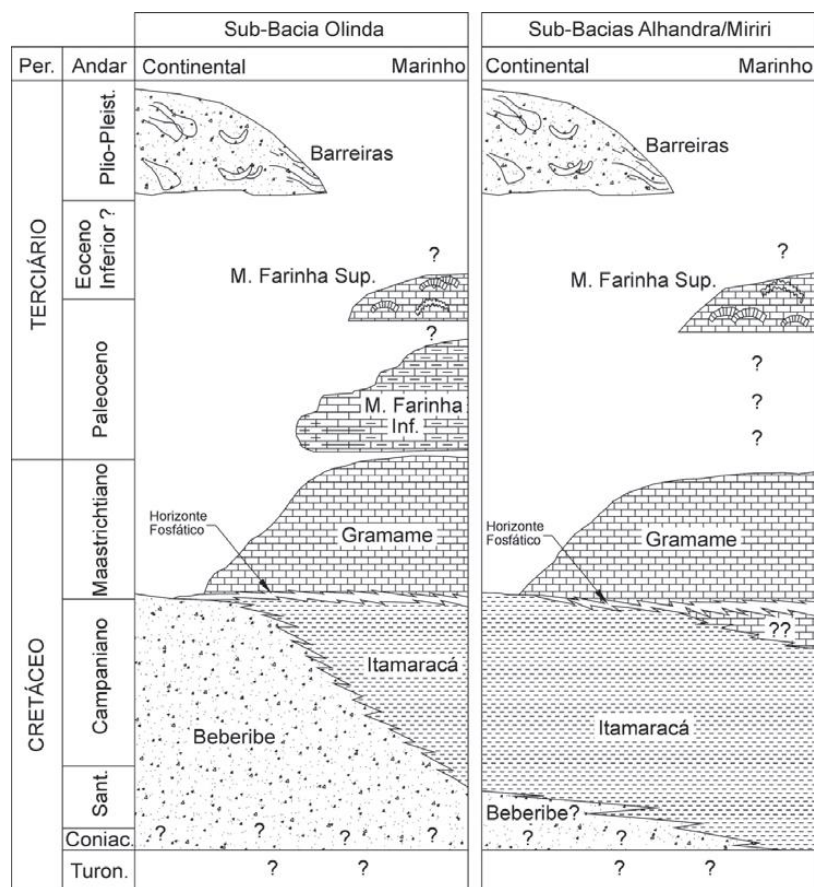 Sub-Bacia Olinda
Sub-Bacias Alhandra/Miriri
Per.
Andar
Continental
Marinho
Continental
Marinho
TERCIÁRIO
Plio-Pleist.
Eoceno
Inferior ?
Paleoceno
CRETÁCEO
Maastrichtiano
Campaniano
Sant.
Coniac.
Turon.
Barreiras
?
M. Farinha Sup.
?
M. Farinha
Inf.
Horizonte
Fosfático
Gramame
Itamaracá
Beberibe
? ? ? ?
? ?
Barreiras
?
M. Farinha Sup.
?
?
?
Horizonte
Fosfático
Gramame
??
Itamaracá
Beberibe?
? ?
? ?